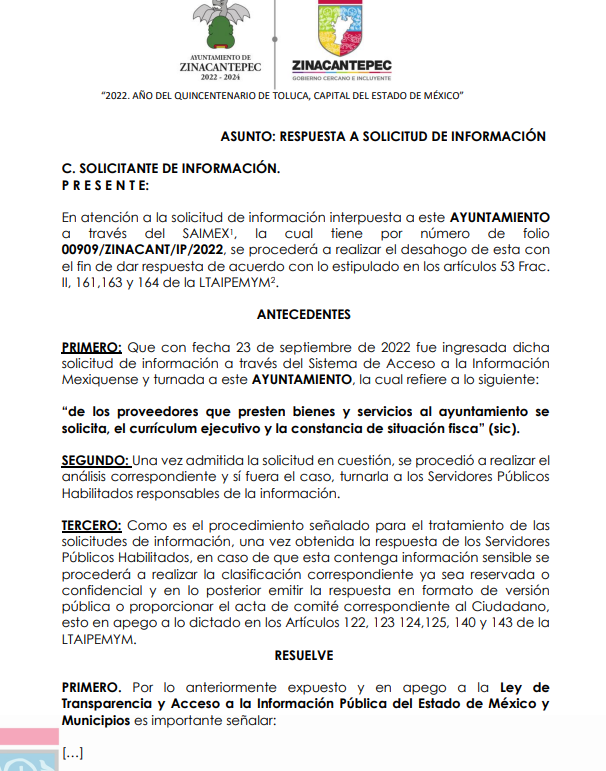 AYUNTAMIENTO DE
ZINACANTEPEC
2022 - 2024
ZINACANTEPEC
GOBIERNO CERCANO E INCLUYENTE
“2022. AÑO DEL QUINCENTENARIO DE TOLUCA, CAPITAL DEL ESTADO DE MÉXICO”
ASUNTO: RESPUESTA A SOLICITUD DE INFORMACIÓN
C. SOLICITANTE DE INFORMACIÓN.
P R E S E N T E:
En atención a la solicitud de información interpuesta a este AYUNTAMIENTO
a través del SAIMEX¹, la cual tiene por número de folio
00909/ZINACANT/IP/2022, se procederá a realizar el desahogo de esta con
el fin de dar respuesta de acuerdo con lo estipulado en los artículos 53 Frac.
II, 161,163 y 164 de la LTAIPEMYM².
ANTECEDENTES
PRIMERO: Que con fecha 23 de septiembre de 2022 fue ingresada dicha
solicitud de información a través del Sistema de Acceso a la Información
Mexiquense y turnada a este AYUNTAMIENTO, la cual refiere a lo siguiente:
“de los proveedores que presten bienes y servicios al ayuntamiento se
solicita, el currículum ejecutivo y la constancia de situación fisca” (sic).
SEGUNDO: Una vez admitida la solicitud en cuestión, se procedió a realizar el
análisis correspondiente y sí fuera el caso, turnarla a los Servidores Públicos
Habilitados responsables de la información.
TERCERO: Como es el procedimiento señalado para el tratamiento de las
solicitudes de información, una vez obtenida la respuesta de los Servidores
Públicos Habilitados, en caso de que esta contenga información sensible se
procederá a realizar la clasificación correspondiente ya sea reservada o
confidencial y en lo posterior emitir la respuesta en formato de versión
pública o proporcionar el acta de comité correspondiente al Ciudadano,
esto en apego a lo dictado en los Artículos 122, 123 124,125, 140 y 143 de la
LTAIPEMYM.
RESUELVE
PRIMERO. Por lo anteriormente expuesto y en apego a la Ley de
Transparencia y Acceso a la Información Pública del Estado de México y
Municipios es importante señalar:
[…]